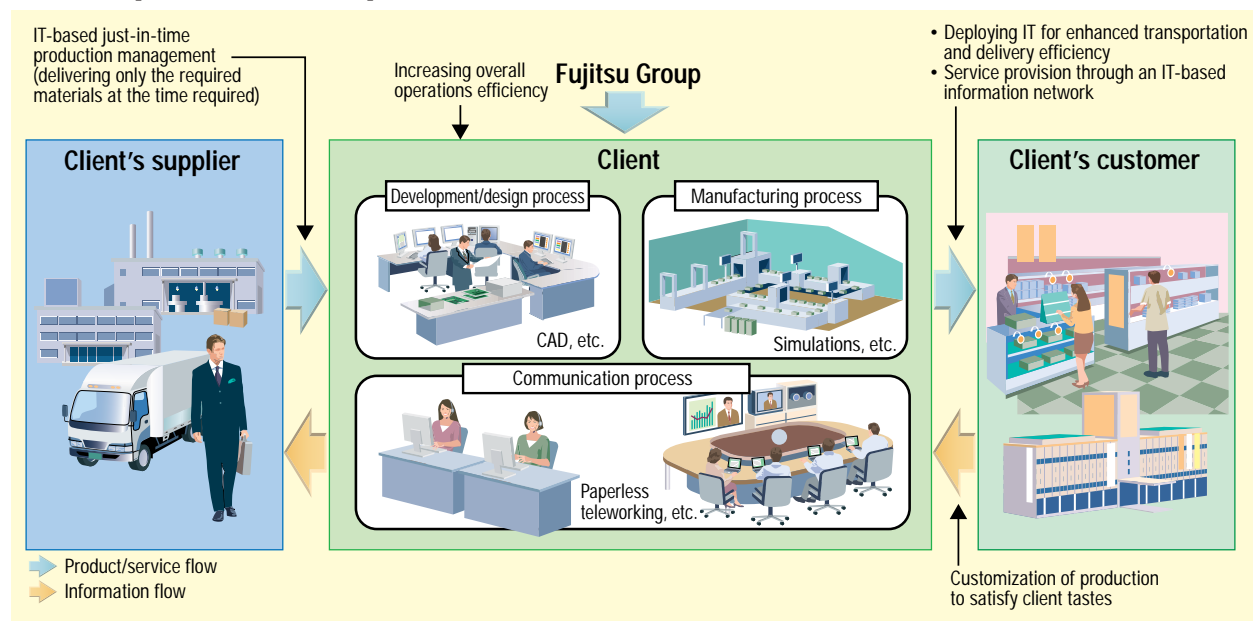 IT-based just-in-time
production management
(delivering only the required
materials at the time required)
Increasing overall
operations efficiency
Fujitsu Group
• Deploying IT for enhanced transportation
and delivery efficiency
• Service provision through an IT-based
information network
Client's supplier
Client
Client's customer
Development/design process
CAD, etc.
Manufacturing process
Simulations, etc.
Communication process
Paperless
teleworking, etc.
Product/service flow
Information flow
Customization of production
to satisfy client tastes